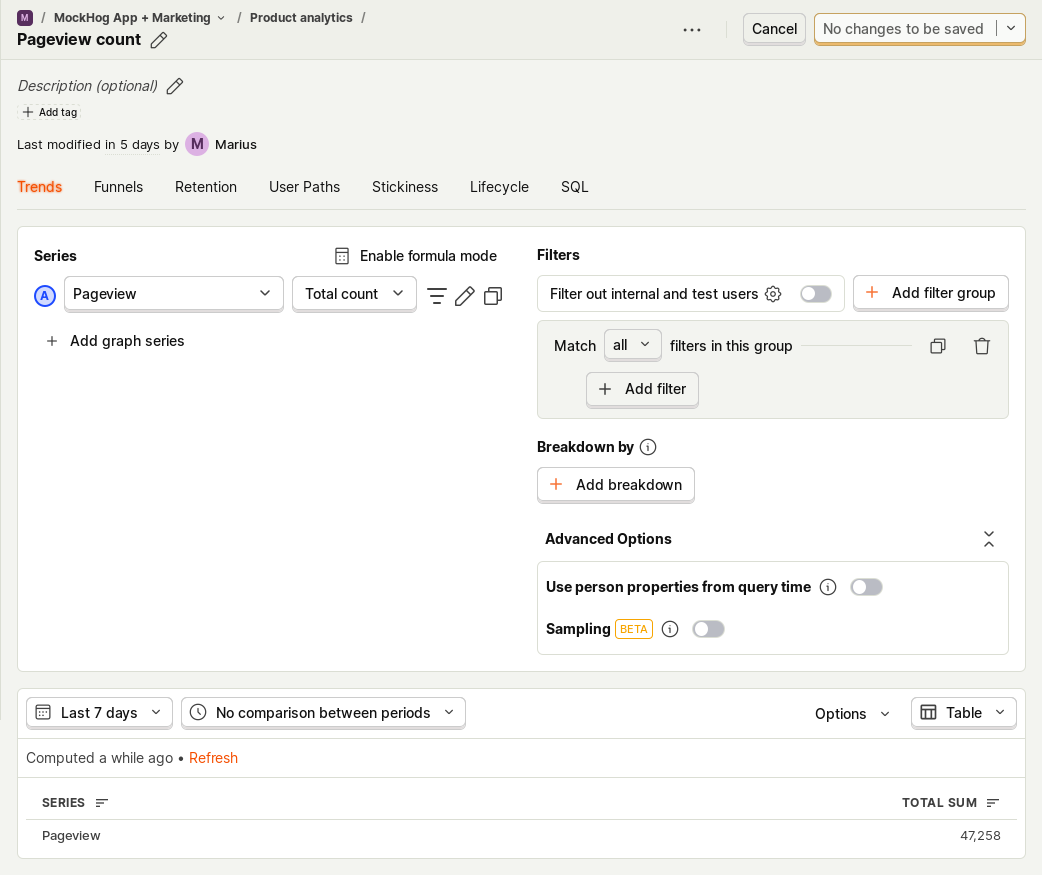 M / MockHog App + Marketing / Product analytics /
Pageview count
Cancel
No changes to be saved
Description (optional)
Add tag
Last modified in 5 days by M Marius
Trends Funnels Retention User Paths Stickiness Lifecycle SQL
Series
Enable formula mode
A Pageview Total count
Add graph series
Filters
Filter out internal and test users
Add filter group
Match all filters in this group
Add filter
Breakdown by
Add breakdown
Advanced Options
Use person properties from query time
Sampling BETA
Last 7 days No comparison between periods Options Table
Computed a while ago • Refresh
SERIES TOTAL SUM
Pageview 47,258